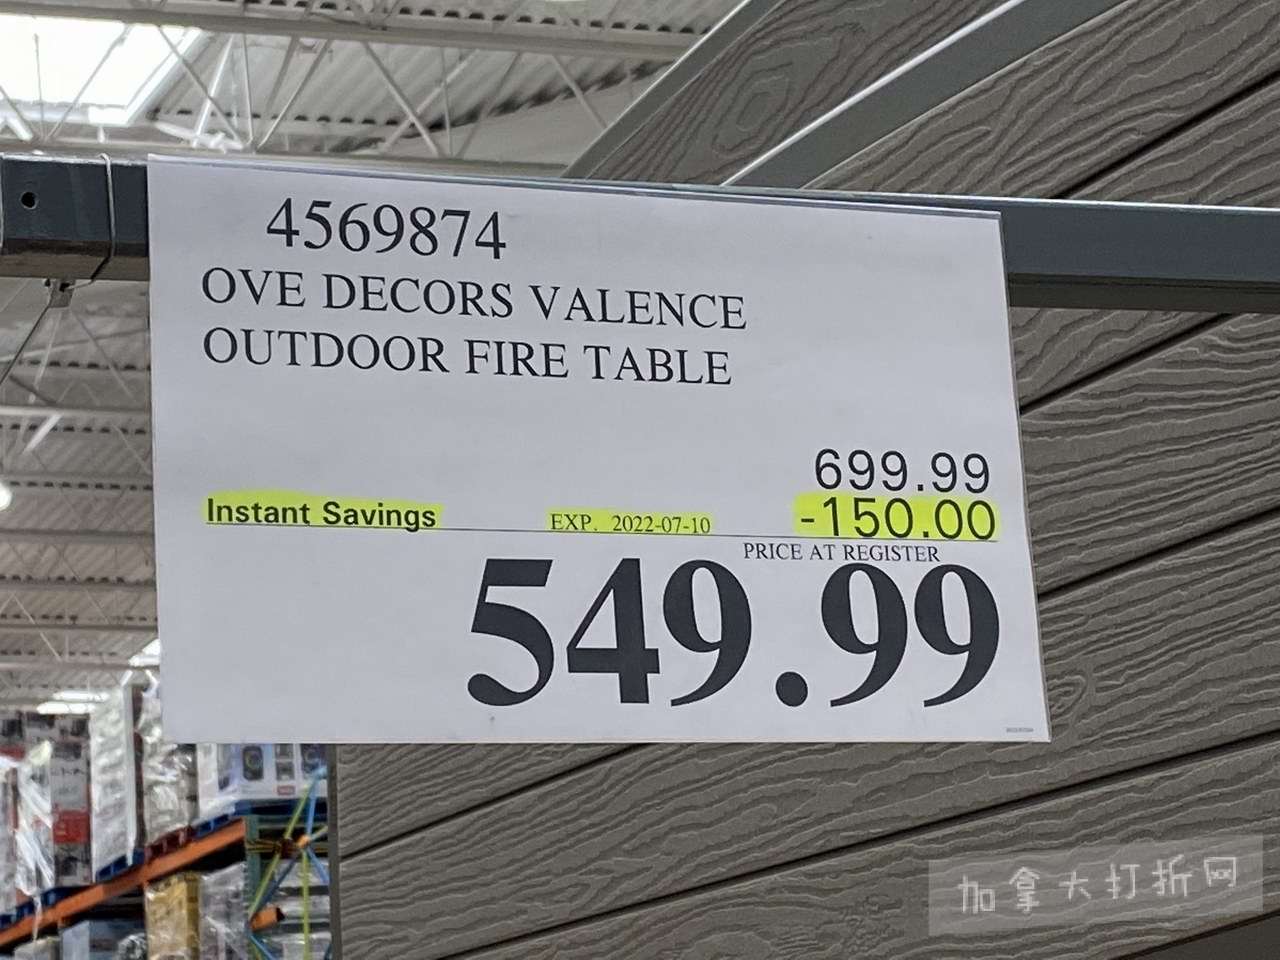 4569874
OVE DECORS VALENCE
OUTDOOR FIRE TABLE
699.99
Instant Savings EXP. 2022-07-10 -150.00
PRICE AT REGISTER
549.99
加拿大打折网